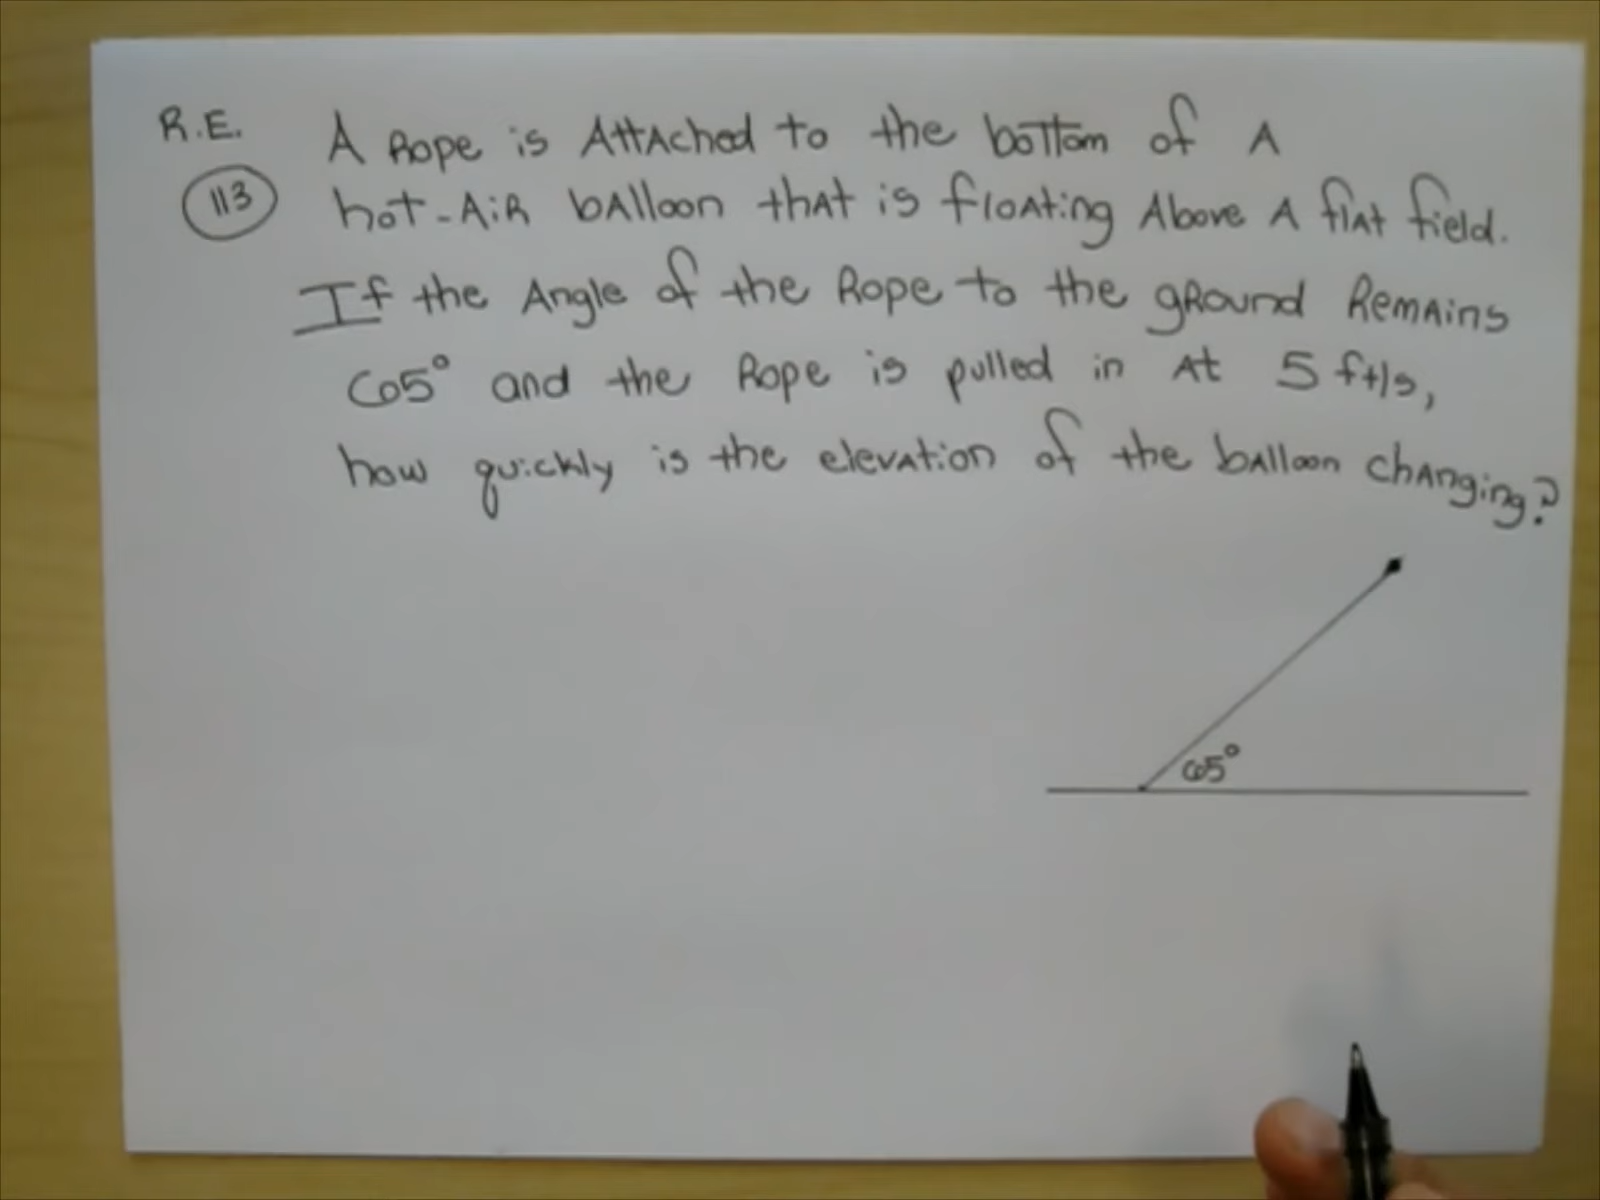 R.E.
113
A Rope is Attached to the bottom of A
hot-Air balloon that is floating Above A flat field.
If the Angle of the Rope to the ground Remains
65° and the Rope is pulled in At 5 ft/s,
how quickly is the elevation of the balloon changing?
65°